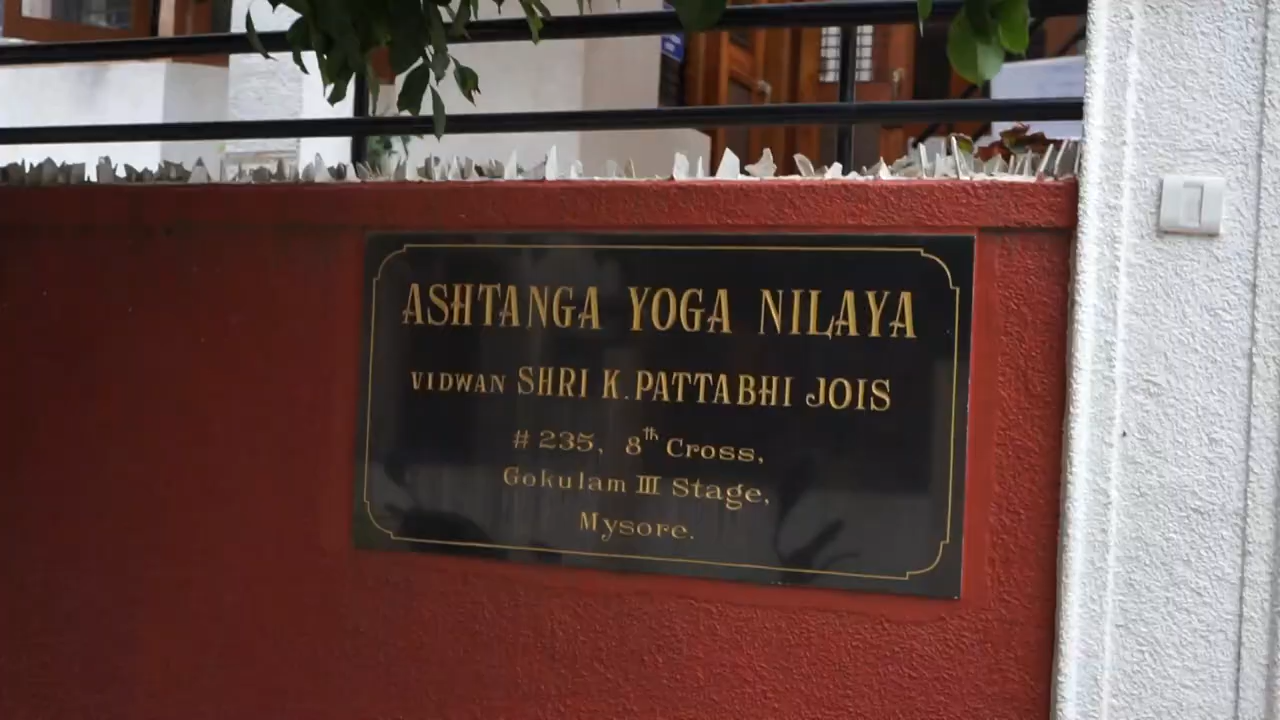 ASHTANGA YOGA NILAYA
VIDWAN SHRI K. PATTABHI JOIS
# 235, 8th Cross,
Gokulam III Stage,
Mysore.